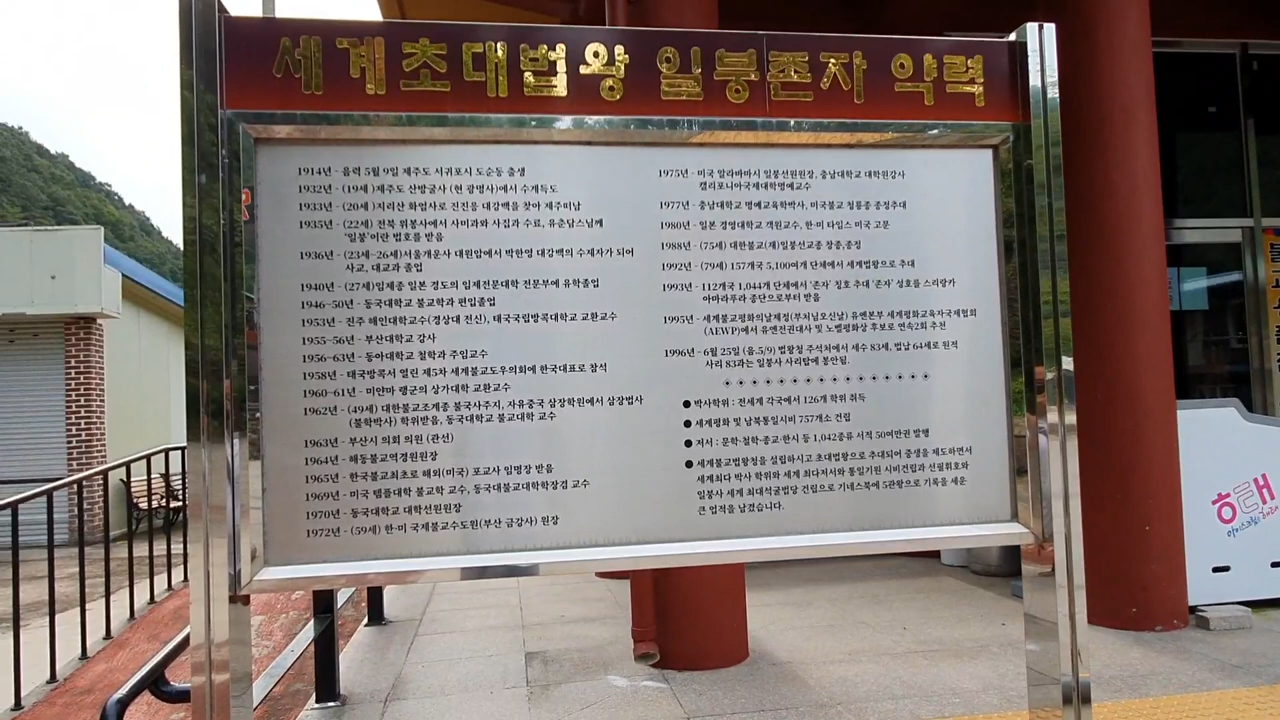 세계초대법왕 일붕존자 약력
1914년 - 음력 5월 9일 제주도 서귀포시 도순동 출생
1932년 - (19세)제주도 산방굴사 (현 광명사)에서 수계득도
1933년 - (20세)지리산 화엄사로 진진응 대강백을 찾아 제주떠남
1935년 - (22세) 전북 위봉사에서 사미과와 사집과 수료, 유춘담스님께
'일붕'이란 법호를 받음
1936년 - (23세~26세)서울개운사 대원암에서 박한영 대강백의 수제자가 되어
사교, 대교과 졸업
1940년 - (27세)임제종 일본 경도의 임제전문대학 전문부에 유학졸업
1946~50년 - 동국대학교 불교학과 편입졸업
1953년 - 진주 해인대학교수(경상대 전신), 태국국립방콕대학교 교환교수
1955~56년 - 부산대학교 강사
1956~63년 - 동아대학교 철학과 주임교수
1958년 - 태국방콕서 열린 제5차 세계불교도우의회에 한국대표로 참석
1960~61년 - 미얀마 랭군의 상가대학 교환교수
1962년 - (49세) 대한불교조계종 불국사주지, 자유중국 삼장학원에서 삼장법사
(불학박사) 학위받음, 동국대학교 불교대학 교수
1963년 - 부산시 의회 의원 (관선)
1964년 - 해동불교역경원원장
1965년 - 한국불교최초로 해외(미국) 포교사 임명장 받음
1969년 - 미국 템플대학 불교학 교수, 동국대불교대학학장겸 교수
1970년 - 동국대학교 대학선원원장
1972년 - (59세) 한·미 국제불교수도원(부산 금강사) 원장
1975년 - 미국 알라바마시 일붕선원원장, 충남대학교 대학원강사
캘리포니아국제대학명예교수
1977년 - 충남대학교 명예교육학박사, 미국불교 청룡종 종정추대
1980년 - 일본 경영대학교 객원교수, 한·미 타임스 미국 고문
1988년 - (75세) 대한불교(재)일붕선교종 창종,종정
1992년 - (79세) 157개국 5,100여개 단체에서 세계법왕으로 추대
1993년 - 112개국 1,044개 단체에서 '존자' 칭호 추대 '존자' 성호를 스리랑카
아마라푸라 종단으로부터 받음
1995년 - 세계불교평화의날제정(부처님오신날) 유엔본부 세계평화교육자국제협회
(AEWP)에서 유엔전권대사 및 노벨평화상 후보로 연속2회 추천
1996년 - 6월 25일 (음.5/9) 법왕청 주석처에서 세수 83세, 법납 64세로 원적
사리 83과는 일붕사 사리탑에 봉안됨.
● 박사학위 : 전세계 각국에서 126개 학위 취득
● 세계평화 및 남북통일시비 757개소 건립
● 저서 : 문학·철학·종교·한시 등 1,042종류 서적 50여만권 발행
● 세계불교법왕청을 설립하시고 초대법왕으로 추대되어 중생을 제도하면서
세계최다 박사 학위와 세계 최다저서와 통일기원 시비건립과 선필휘호와
일붕사 세계 최대석굴법당 건립으로 기네스북에 5관왕으로 기록을 세운
큰 업적을 남겼습니다.
해태
아이스크림은 해태